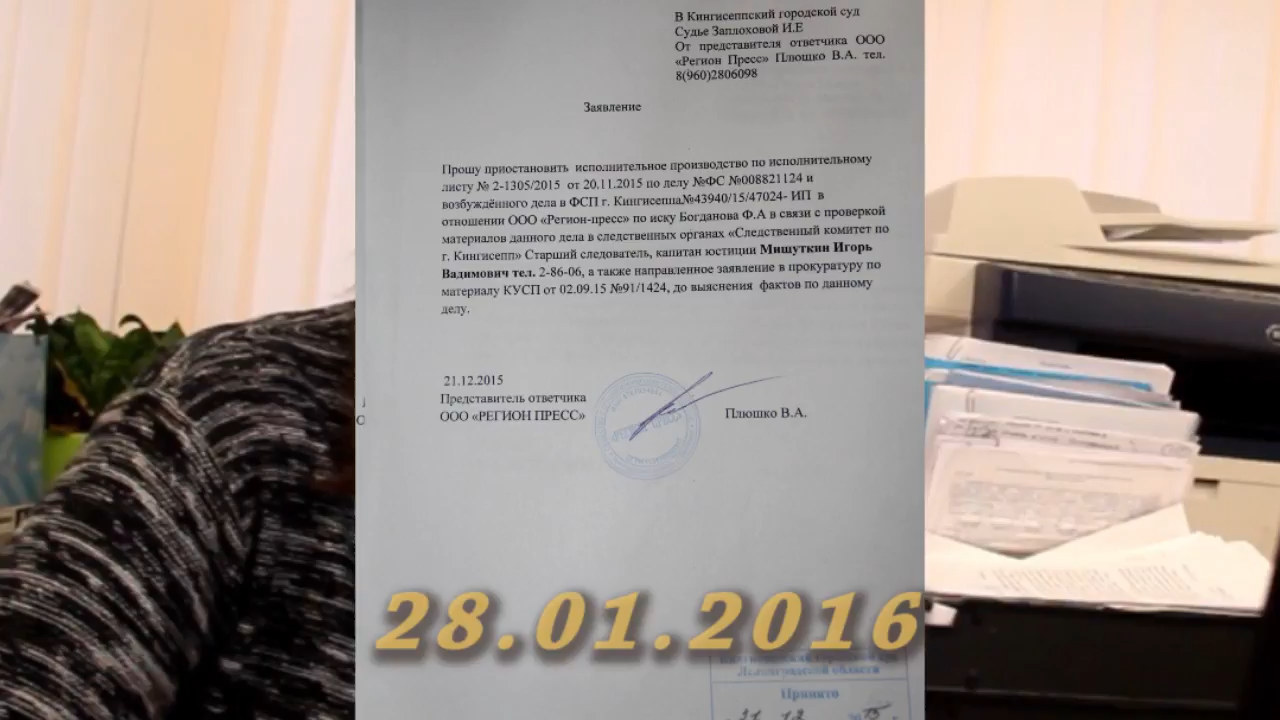 В Кингисеппский городской суд
Судье Заплоховой И.Е
От представителя ответчика ООО
«Регион Пресс» Плюшко В.А. тел.
8(960)2806098
Заявление
Прошу приостановить исполнительное производство по исполнительному
листу № 2-1305/2015 от 20.11.2015 по делу №ФС №008821124 и
возбуждённого дела в ФСП г. Кингисеппа№43940/15/47024- ИП в
отношении ООО «Регион-пресс» по иску Богданова Ф.А в связи с проверкой
материалов данного дела в следственных органах «Следственный комитет по
г. Кингисепп» Старший следователь, капитан юстиции Мишуткин Игорь
Вадимович тел. 2-86-06, а также направленное заявление в прокуратуру по
материалу КУСП от 02.09.15 №91/1424, до выяснения фактов по данному
делу.
21.12.2015
Представитель ответчика
ООО «РЕГИОН ПРЕСС»
Плюшко В.А.
28.01.2016
Ленинградской области
Принято
21 12 2015